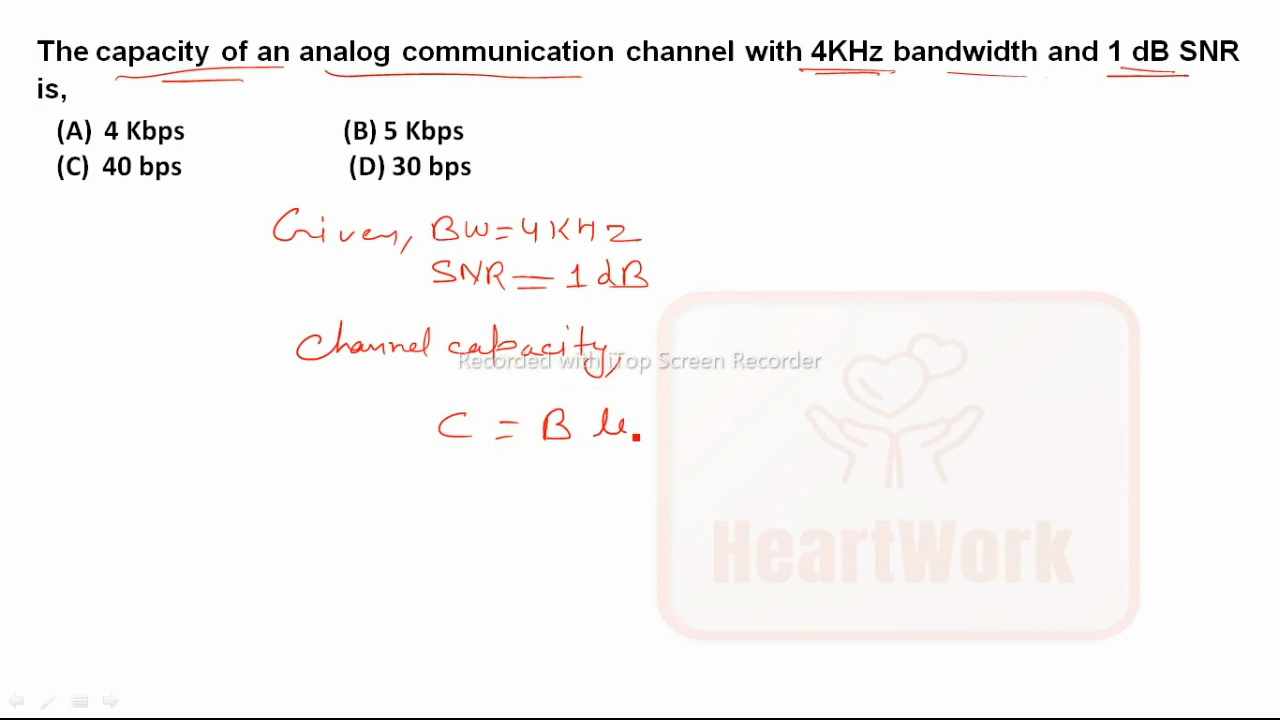 The capacity of an analog communication channel with 4KHz bandwidth and 1 dB SNR
is,
(A) 4 Kbps (B) 5 Kbps
(C) 40 bps (D) 30 bps
Given, BW = 4KHZ
SNR = 1 dB
Channel capacity,
Recorded with iTop Screen Recorder
C = B
HeartWork